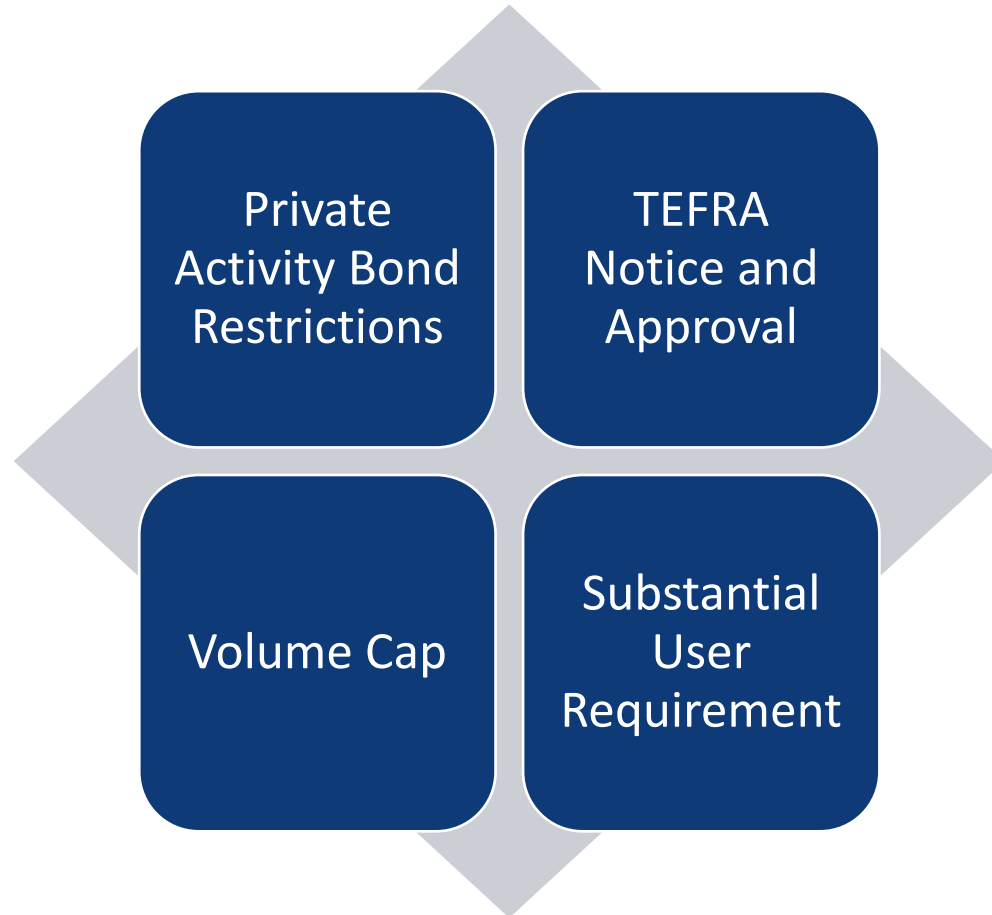 Private
Activity Bond
Restrictions
TEFRA
Notice and
Approval
Volume Cap
Substantial
User
Requirement